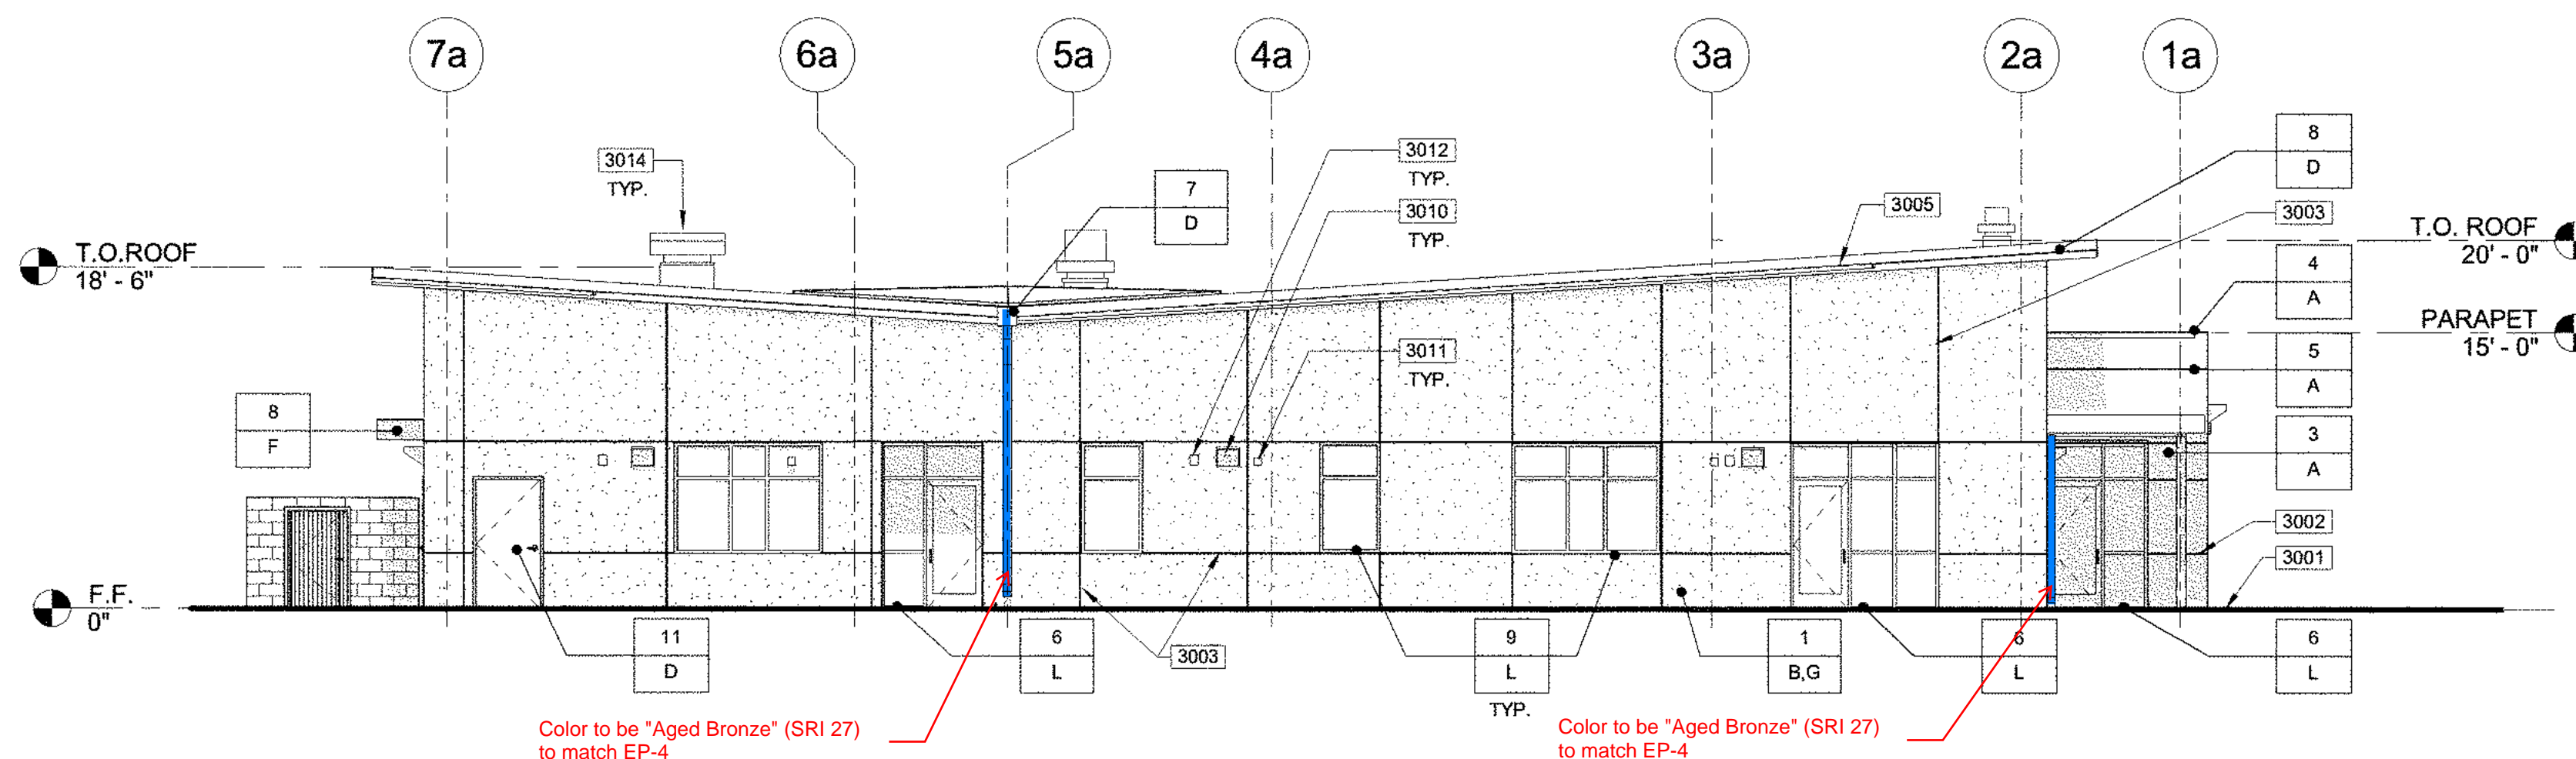 7a
6a
5a
4a
3a
2a
1a
3014
TYP.
7
D
3012
TYP.
3010
TYP.
3011
TYP.
3005
8
D
3003
T.O.ROOF
18' - 6"
T.O. ROOF
20' - 0"
4
A
PARAPET
15' - 0"
5
A
8
F
3
A
3002
3001
F.F.
0"
11
D
6
L
3003
9
L
TYP.
1
B,G
6
L
6
L
Color to be "Aged Bronze" (SRI 27)
to match EP-4
Color to be "Aged Bronze" (SRI 27)
to match EP-4